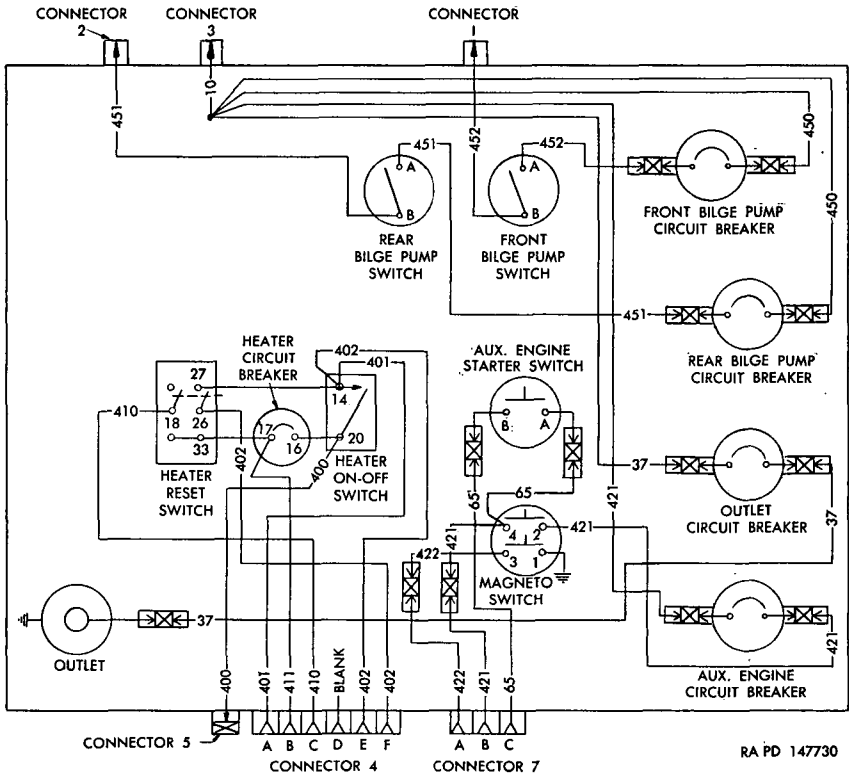 CONNECTOR
2
CONNECTOR
3
CONNECTOR
1
10
451
452
451
452
450
450
A
B
A
B
REAR
BILGE PUMP
SWITCH
FRONT
BILGE PUMP
SWITCH
FRONT BILGE PUMP
CIRCUIT BREAKER
451
REAR BILGE PUMP
CIRCUIT BREAKER
HEATER
CIRCUIT
BREAKER
402
401
AUX. ENGINE
STARTER SWITCH
27
14
410
18
26
17
16
20
33
B
A
402
400
HEATER
RESET
SWITCH
HEATER
ON-OFF
SWITCH
65
65
421
37
OUTLET
CIRCUIT BREAKER
37
422
421
4
2
421
3
1
MAGNETO
SWITCH
37
OUTLET
421
AUX. ENGINE
CIRCUIT BREAKER
400
401
411
410
BLANK
402
402
422
421
65
CONNECTOR 5
A
B
C
D
E
F
A
B
C
CONNECTOR 4
CONNECTOR 7
RA PD 147730